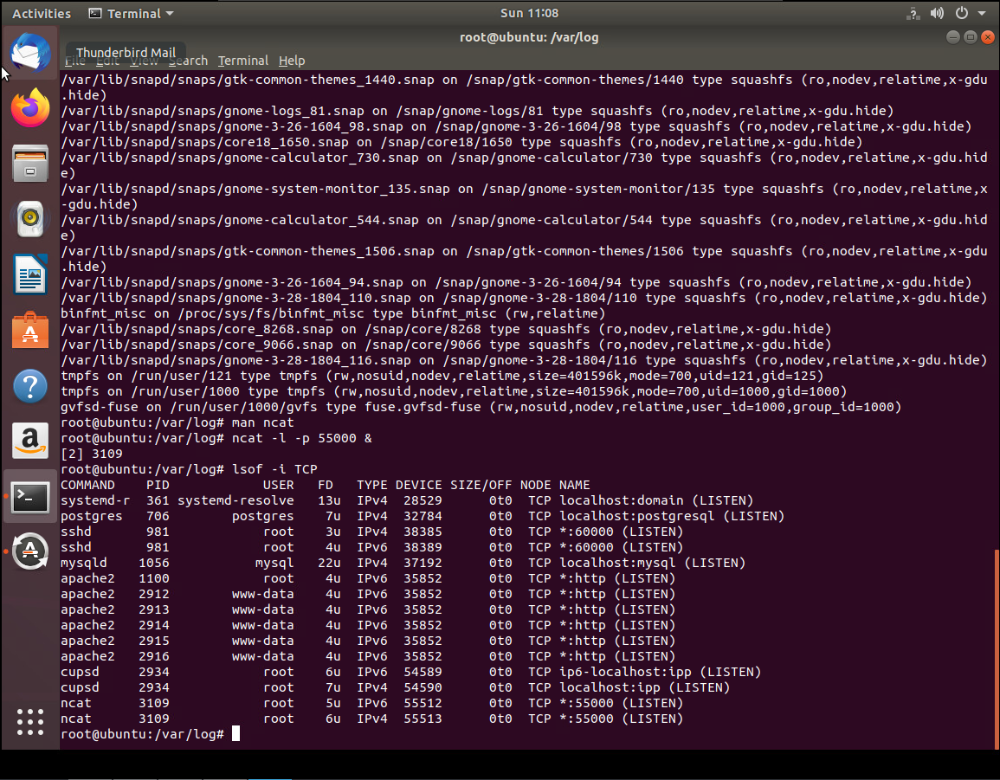 Activities Terminal Sun 11:08
root@ubuntu: /var/log
Thunderbird Mail
File Edit View Search Terminal Help
/var/lib/snapd/snaps/gtk-common-themes_1440.snap on /snap/gtk-common-themes/1440 type squashfs (ro,nodev,relatime,x-gdu
.hide)
/var/lib/snapd/snaps/gnome-logs_81.snap on /snap/gnome-logs/81 type squashfs (ro,nodev,relatime,x-gdu.hide)
/var/lib/snapd/snaps/gnome-3-26-1604_98.snap on /snap/gnome-3-26-1604/98 type squashfs (ro,nodev,relatime,x-gdu.hide)
/var/lib/snapd/snaps/core18_1650.snap on /snap/core18/1650 type squashfs (ro,nodev,relatime,x-gdu.hide)
/var/lib/snapd/snaps/gnome-calculator_730.snap on /snap/gnome-calculator/730 type squashfs (ro,nodev,relatime,x-gdu.hid
e)
/var/lib/snapd/snaps/gnome-system-monitor_135.snap on /snap/gnome-system-monitor/135 type squashfs (ro,nodev,relatime,x
-gdu.hide)
/var/lib/snapd/snaps/gnome-calculator_544.snap on /snap/gnome-calculator/544 type squashfs (ro,nodev,relatime,x-gdu.hid
e)
/var/lib/snapd/snaps/gtk-common-themes_1506.snap on /snap/gtk-common-themes/1506 type squashfs (ro,nodev,relatime,x-gdu
.hide)
/var/lib/snapd/snaps/gnome-3-26-1604_94.snap on /snap/gnome-3-26-1604/94 type squashfs (ro,nodev,relatime,x-gdu.hide)
/var/lib/snapd/snaps/gnome-3-28-1804_110.snap on /snap/gnome-3-28-1804/110 type squashfs (ro,nodev,relatime,x-gdu.hide)
binfmt_misc on /proc/sys/fs/binfmt_misc type binfmt_misc (rw,relatime)
/var/lib/snapd/snaps/core_8268.snap on /snap/core/8268 type squashfs (ro,nodev,relatime,x-gdu.hide)
/var/lib/snapd/snaps/core_9066.snap on /snap/core/9066 type squashfs (ro,nodev,relatime,x-gdu.hide)
/var/lib/snapd/snaps/gnome-3-28-1804_116.snap on /snap/gnome-3-28-1804/116 type squashfs (ro,nodev,relatime,x-gdu.hide)
tmpfs on /run/user/121 type tmpfs (rw,nosuid,nodev,relatime,size=401596k,mode=700,uid=121,gid=125)
tmpfs on /run/user/1000 type tmpfs (rw,nosuid,nodev,relatime,size=401596k,mode=700,uid=1000,gid=1000)
gvfsd-fuse on /run/user/1000/gvfs type fuse.gvfsd-fuse (rw,nosuid,nodev,relatime,user_id=1000,group_id=1000)
root@ubuntu:/var/log# man ncat
root@ubuntu:/var/log# ncat -l -p 55000 &
[2] 3109
root@ubuntu:/var/log# lsof -i TCP
COMMAND PID USER FD TYPE DEVICE SIZE/OFF NODE NAME
systemd-r 361 systemd-resolve 13u IPv4 28529 0t0 TCP localhost:domain (LISTEN)
postgres 706 postgres 7u IPv4 32784 0t0 TCP localhost:postgresql (LISTEN)
sshd 981 root 3u IPv4 38385 0t0 TCP *:60000 (LISTEN)
sshd 981 root 4u IPv6 38389 0t0 TCP *:60000 (LISTEN)
mysqld 1056 mysql 22u IPv4 37192 0t0 TCP localhost:mysql (LISTEN)
apache2 1100 root 4u IPv6 35852 0t0 TCP *:http (LISTEN)
apache2 2912 www-data 4u IPv6 35852 0t0 TCP *:http (LISTEN)
apache2 2913 www-data 4u IPv6 35852 0t0 TCP *:http (LISTEN)
apache2 2914 www-data 4u IPv6 35852 0t0 TCP *:http (LISTEN)
apache2 2915 www-data 4u IPv6 35852 0t0 TCP *:http (LISTEN)
apache2 2916 www-data 4u IPv6 35852 0t0 TCP *:http (LISTEN)
cupsd 2934 root 6u IPv6 54589 0t0 TCP ip6-localhost:ipp (LISTEN)
cupsd 2934 root 7u IPv4 54590 0t0 TCP localhost:ipp (LISTEN)
ncat 3109 root 5u IPv6 55512 0t0 TCP *:55000 (LISTEN)
ncat 3109 root 6u IPv4 55513 0t0 TCP *:55000 (LISTEN)
root@ubuntu:/var/log#